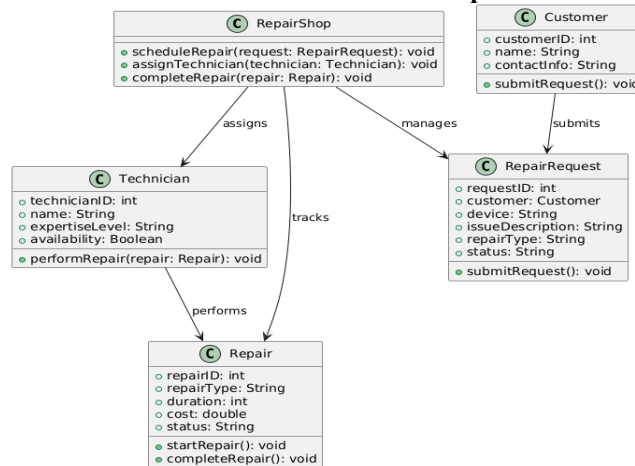 C RepairShop
scheduleRepair(request: RepairRequest): void
assignTechnician(technician: Technician): void
completeRepair(repair: Repair): void
C Customer
customerID: int
name: String
contactInfo: String
submitRequest(): void
assigns
manages
submits
C Technician
technicianID: int
name: String
expertiseLevel: String
availability: Boolean
performRepair(repair: Repair): void
tracks
C RepairRequest
requestID: int
customer: Customer
device: String
issueDescription: String
repairType: String
status: String
submitRequest(): void
performs
C Repair
repairID: int
repairType: String
duration: int
cost: double
status: String
startRepair(): void
completeRepair(): void